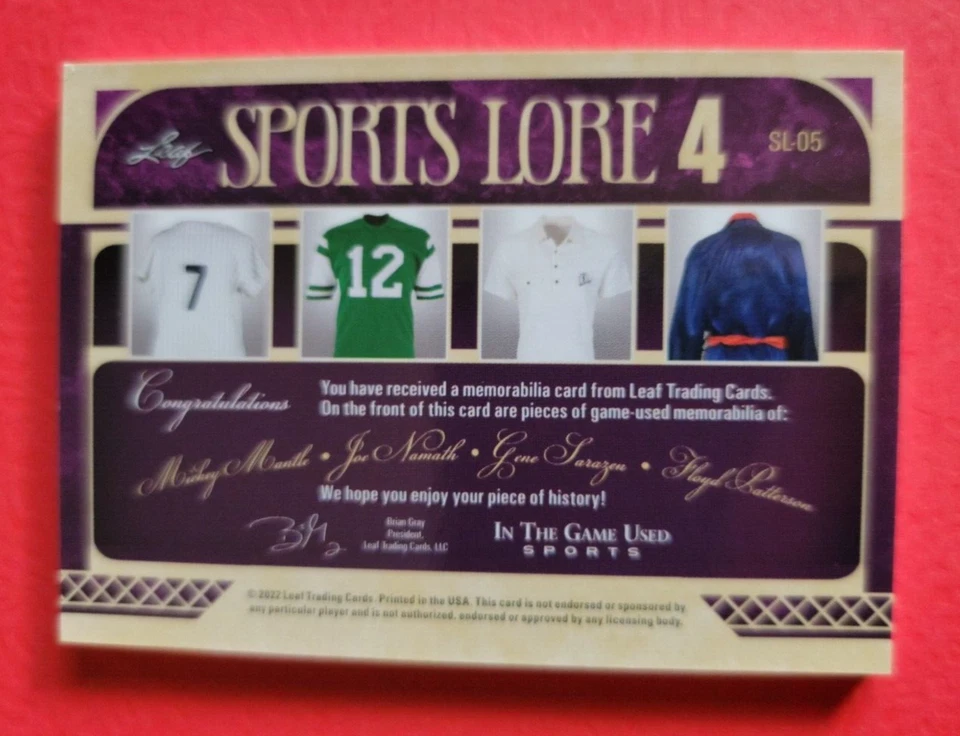 Leaf SPORTS LORE 4 SL-05
7 12
Congratulations
You have received a memorabilia card from Leaf Trading Cards.
On the front of this card are pieces of game-used memorabilia of:
Mickey Mantle • Joe Namath • Gene Sarazen • Floyd Patterson
We hope you enjoy your piece of history!
Brian Gray
President,
Leaf Trading Cards, LLC
IN THE GAME USED
SPORTS
© 2022 Leaf Trading Cards. Printed in the USA. This card is not endorsed or sponsored by
any particular player and is not authorized, endorsed or approved by any licensing body.